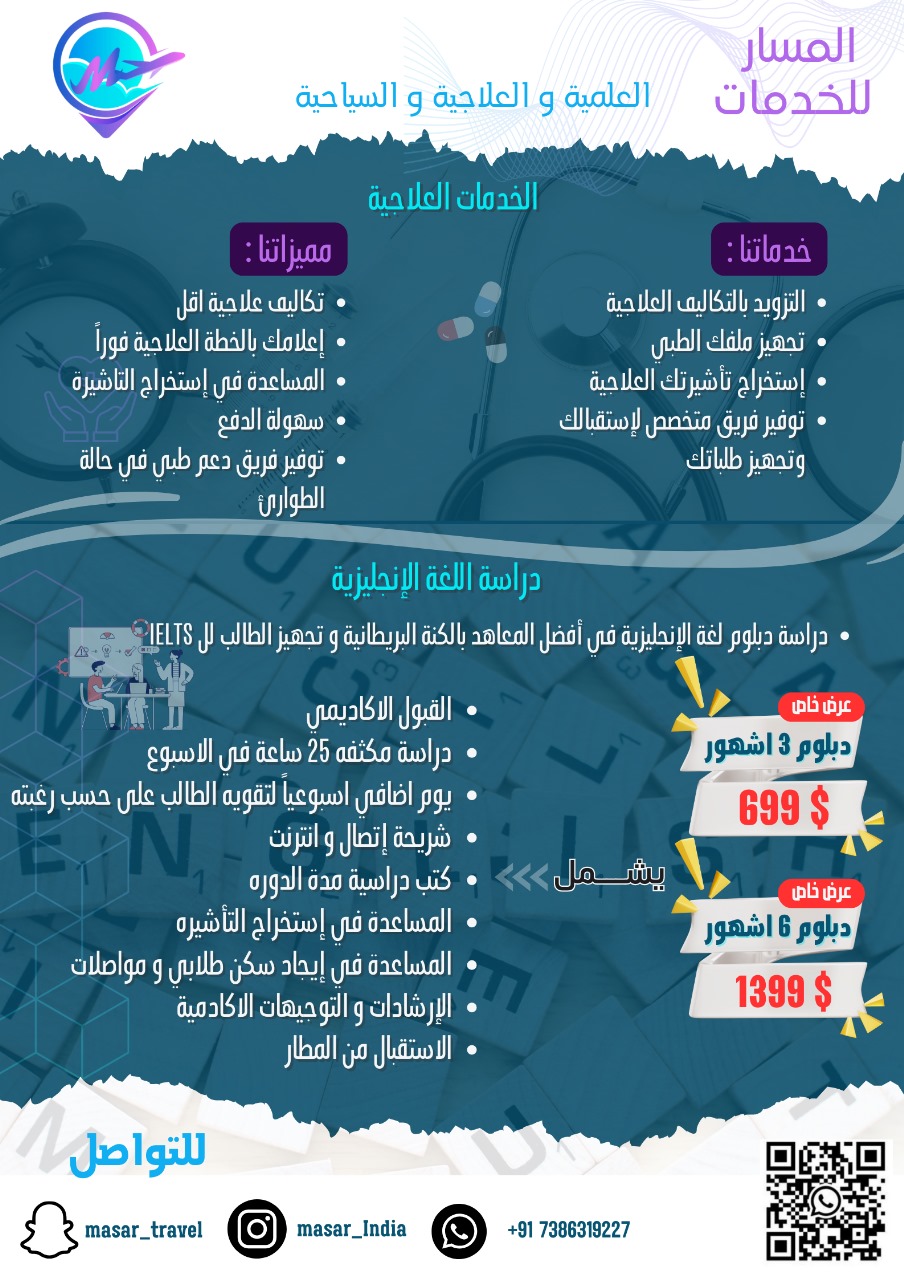 المسار
للخدمات
العلمية و العلاجية و السياحية
الخدمات العلاجية
خدماتنا :
التزويد بالتكاليف العلاجية
تجهيز ملفك الطبي
إستخراج تأشيرتك العلاجية
توفير فريق متخصص لإستقبالك
وتجهيز طلباتك
مميزاتنا :
تكاليف علاجية اقل
إعلامك بالخطة العلاجية فوراً
المساعدة في إستخراج التاشيرة
سهولة الدفع
توفير فريق دعم طبي في حالة
الطوارئ
دراسة اللغة الإنجليزية
دراسة دبلوم لغة الإنجليزية في أفضل المعاهد بالكنة البريطانية و تجهيز الطالب لل IELTS
عرض خاص
دبلوم 3 اشهور
699 $
عرض خاص
دبلوم 6 اشهور
1399 $
يشمل
القبول الاكاديمي
دراسة مكثفه 25 ساعة في الاسبوع
يوم اضافي اسبوعياً لتقويه الطالب على حسب رغبته
شريحة إتصال و انترنت
كتب دراسية مدة الدوره
المساعدة في إستخراج التأشيره
المساعدة في إيجاد سكن طلابي و مواصلات
الإرشادات و التوجيهات الاكادمية
الاستقبال من المطار
للتواصل
masar_travel
masar_India
+91 7386319227